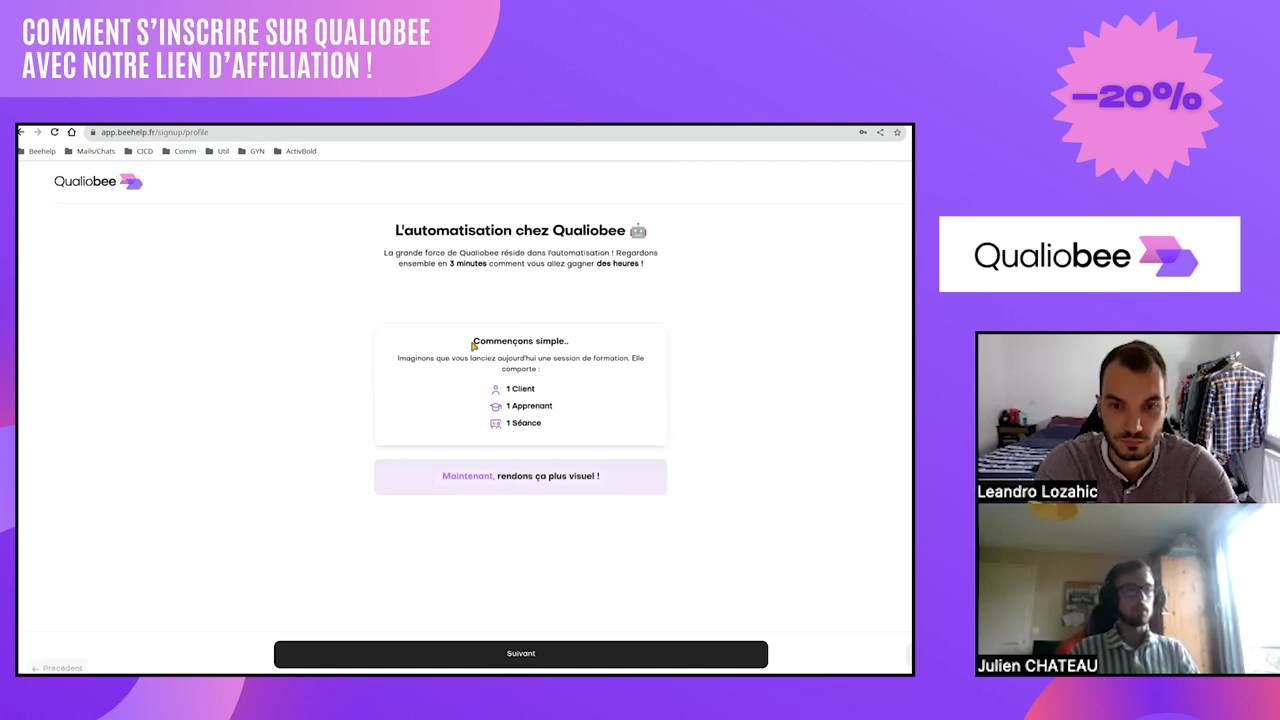 COMMENT S'INSCRIRE SUR QUALIOBEE
AVEC NOTRE LIEN D'AFFILIATION !
–20%
app.beehelp.fr/signup/profile
Beehelp
Mails/Chats
CICD
Comm
Util
GYN
ActivBold
Qualiobee
L'automatisation chez Qualiobee
La grande force de Qualiobee réside dans l'automatisation ! Regardons
ensemble en 3 minutes comment vous allez gagner des heures !
Commençons simple..
Imaginons que vous lanciez aujourd'hui une session de formation. Elle
comporte :
1 Client
1 Apprenant
1 Séance
Maintenant, rendons ça plus visuel !
Suivant
← Précédent
Qualiobee
Leandro Lozahic
Julien CHATEAU